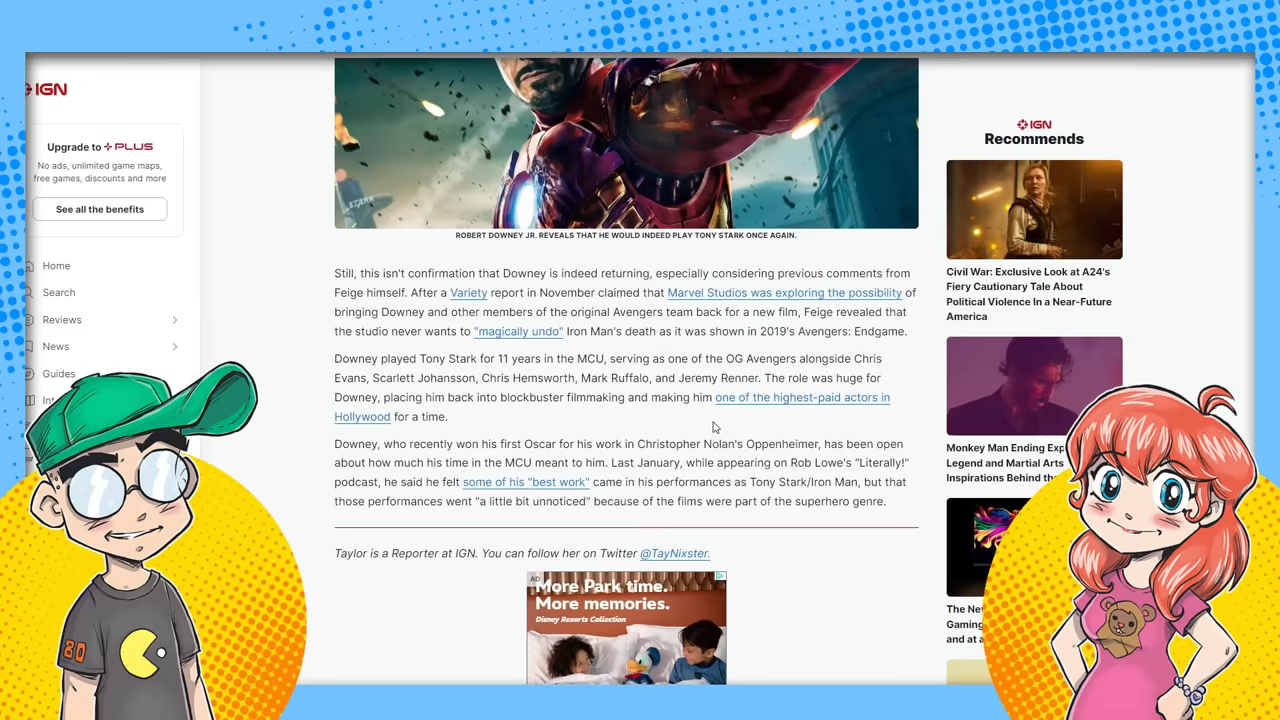 IGN
Upgrade to PLUS
No ads, unlimited game maps,
free games, discounts and more
See all the benefits
Home
Search
Reviews
News
Guides
ROBERT DOWNEY JR. REVEALS THAT HE WOULD INDEED PLAY TONY STARK ONCE AGAIN.
Still, this isn't confirmation that Downey is indeed returning, especially considering previous comments from
Feige himself. After a Variety report in November claimed that Marvel Studios was exploring the possibility of
bringing Downey and other members of the original Avengers team back for a new film, Feige revealed that
the studio never wants to "magically undo" Iron Man's death as it was shown in 2019's Avengers: Endgame.
Downey played Tony Stark for 11 years in the MCU, serving as one of the OG Avengers alongside Chris
Evans, Scarlett Johansson, Chris Hemsworth, Mark Ruffalo, and Jeremy Renner. The role was huge for
Downey, placing him back into blockbuster filmmaking and making him one of the highest-paid actors in
Hollywood for a time.
Downey, who recently won his first Oscar for his work in Christopher Nolan's Oppenheimer, has been open
about how much his time in the MCU meant to him. Last January, while appearing on Rob Lowe's "Literally!"
podcast, he said he felt some of his "best work" came in his performances as Tony Stark/Iron Man, but that
those performances went "a little bit unnoticed" because of the films were part of the superhero genre.
Taylor is a Reporter at IGN. You can follow her on Twitter @TayNixster.
AD
More Park time.
More memories.
Disney Resorts Collection
IGN
Recommends
Civil War: Exclusive Look at A24's
Fiery Cautionary Tale About
Political Violence In a Near-Future
America
Monkey Man Ending
Legend and Martial Arts
Inspirations Behind
The
Gaming
and at
80